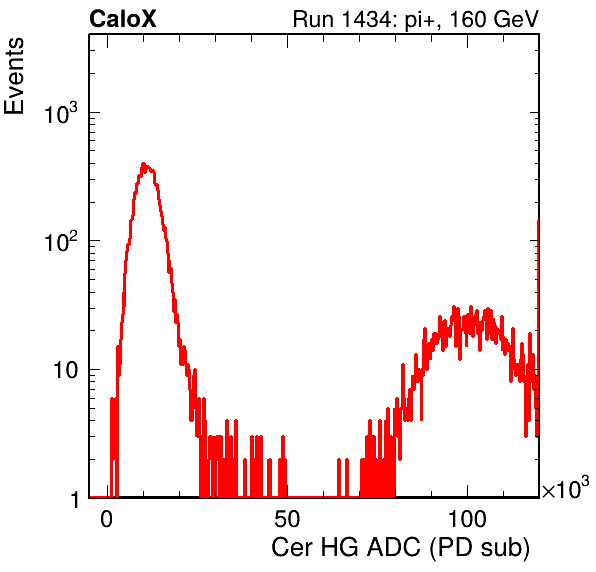 CaloX Run 1434: pi+, 160 GeV
Events
10³
10²
10
1
0 50 100 ×10³
Cer HG ADC (PD sub)